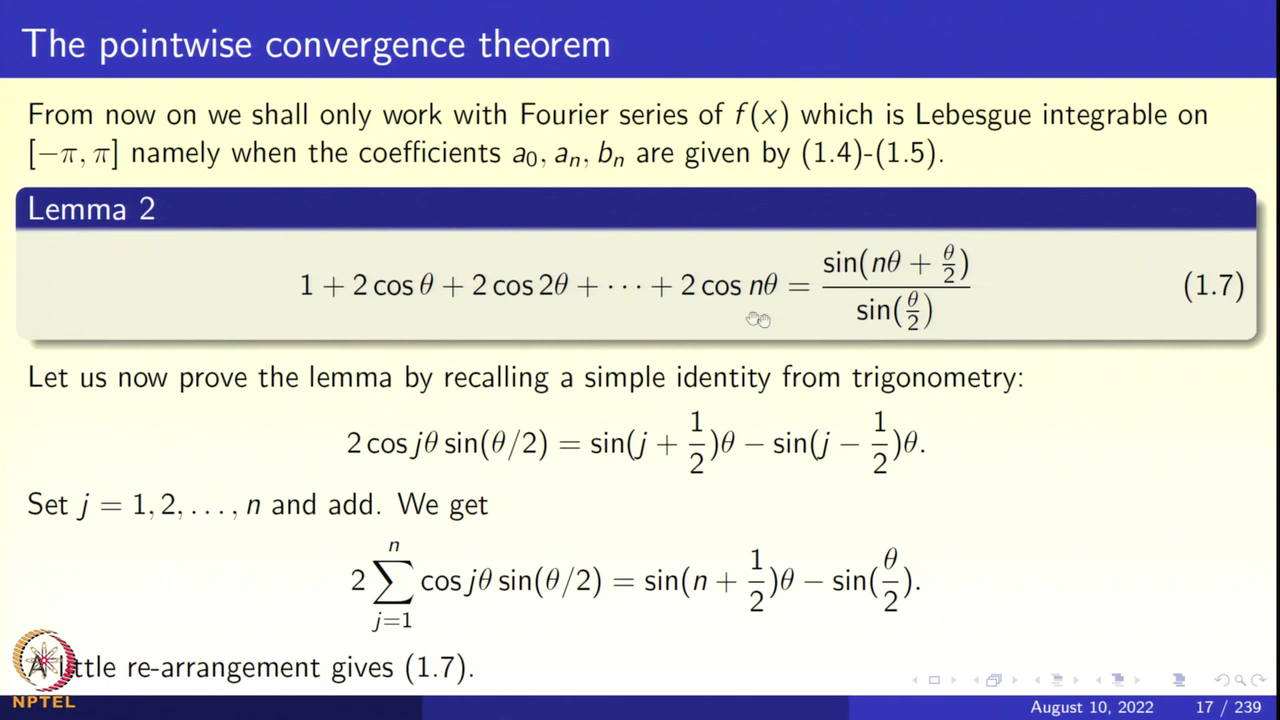 The pointwise convergence theorem
From now on we shall only work with Fourier series of f(x) which is Lebesgue integrable on
[−π, π] namely when the coefficients a₀, aₙ, bₙ are given by (1.4)-(1.5).
Lemma 2
1 + 2 cos θ + 2 cos 2θ + ⋯ + 2 cos nθ = sin(nθ + θ/2) / sin(θ/2) (1.7)
Let us now prove the lemma by recalling a simple identity from trigonometry:
2 cos jθ sin(θ/2) = sin(j + 1/2)θ − sin(j − 1/2)θ.
Set j = 1, 2, . . . , n and add. We get
2 ∑_{j=1}^{n} cos jθ sin(θ/2) = sin(n + 1/2)θ − sin(θ/2).
A little re-arrangement gives (1.7).
NPTEL
August 10, 2022 17 / 239